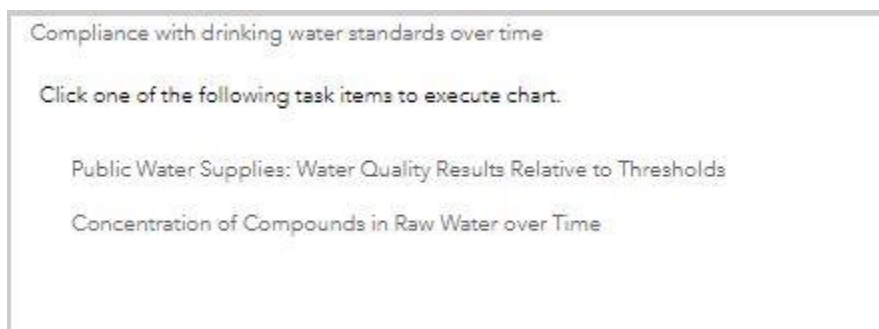 Compliance with drinking water standards over time
Click one of the following task items to execute chart.
Public Water Supplies: Water Quality Results Relative to Thresholds
Concentration of Compounds in Raw Water over Time